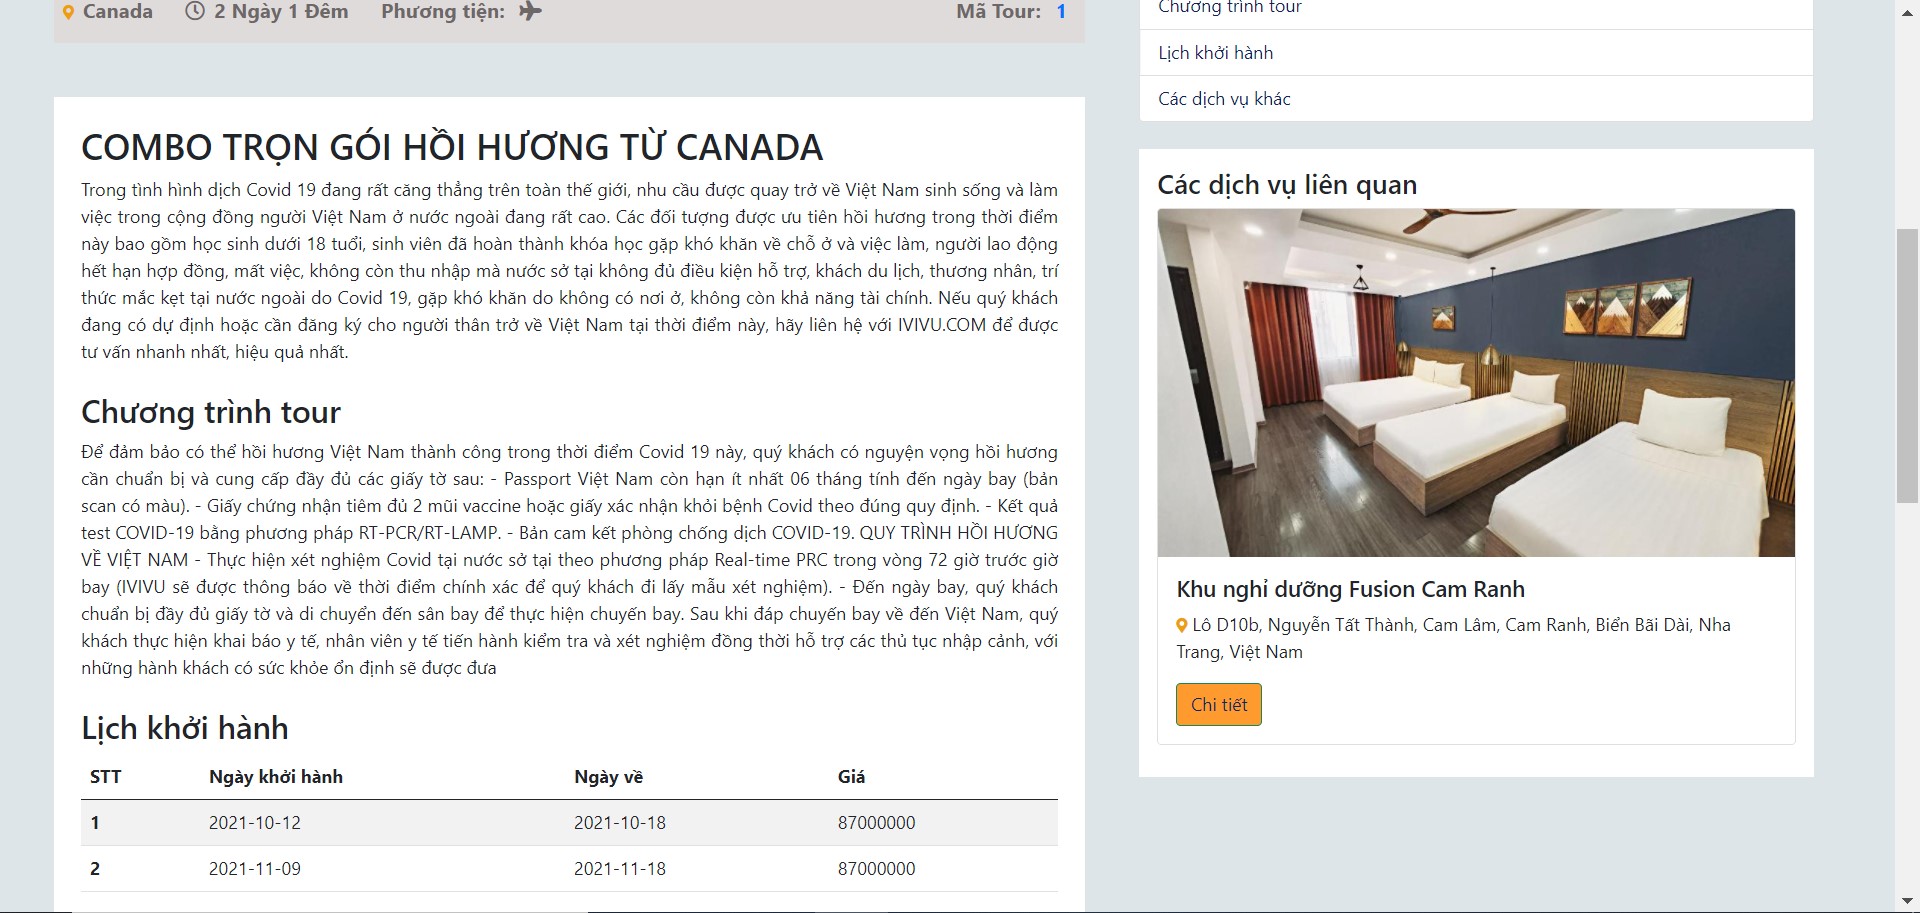 Canada 2 Ngày 1 Đêm Phương tiện: Mã Tour: 1
COMBO TRỌN GÓI HỒI HƯƠNG TỪ CANADA
Trong tình hình dịch Covid 19 đang rất căng thẳng trên toàn thế giới, nhu cầu được quay trở về Việt Nam sinh sống và làm
việc trong cộng đồng người Việt Nam ở nước ngoài đang rất cao. Các đối tượng được ưu tiên hồi hương trong thời điểm
này bao gồm học sinh dưới 18 tuổi, sinh viên đã hoàn thành khóa học gặp khó khăn về chỗ ở và việc làm, người lao động
hết hạn hợp đồng, mất việc, không còn thu nhập mà nước sở tại không đủ điều kiện hỗ trợ, khách du lịch, thương nhân, trí
thức mắc kẹt tại nước ngoài do Covid 19, gặp khó khăn do không có nơi ở, không còn khả năng tài chính. Nếu quý khách
đang có dự định hoặc cần đăng ký cho người thân trở về Việt Nam tại thời điểm này, hãy liên hệ với IVIVU.COM để được
tư vấn nhanh nhất, hiệu quả nhất.
Chương trình tour
Để đảm bảo có thể hồi hương Việt Nam thành công trong thời điểm Covid 19 này, quý khách có nguyện vọng hồi hương
cần chuẩn bị và cung cấp đầy đủ các giấy tờ sau: - Passport Việt Nam còn hạn ít nhất 06 tháng tính đến ngày bay (bản
scan có màu). - Giấy chứng nhận tiêm đủ 2 mũi vaccine hoặc giấy xác nhận khỏi bệnh Covid theo đúng quy định. - Kết quả
test COVID-19 bằng phương pháp RT-PCR/RT-LAMP. - Bản cam kết phòng chống dịch COVID-19. QUY TRÌNH HỒI HƯƠNG
VỀ VIỆT NAM - Thực hiện xét nghiệm Covid tại nước sở tại theo phương pháp Real-time PRC trong vòng 72 giờ trước giờ
bay (IVIVU sẽ được thông báo về thời điểm chính xác để quý khách đi lấy mẫu xét nghiệm). - Đến ngày bay, quý khách
chuẩn bị đầy đủ giấy tờ và di chuyển đến sân bay để thực hiện chuyến bay. Sau khi đáp chuyến bay về đến Việt Nam, quý
khách thực hiện khai báo y tế, nhân viên y tế tiến hành kiểm tra và xét nghiệm đồng thời hỗ trợ các thủ tục nhập cảnh, với
những hành khách có sức khỏe ổn định sẽ được đưa
Lịch khởi hành
STT Ngày khởi hành Ngày về Giá
1 2021-10-12 2021-10-18 87000000
2 2021-11-09 2021-11-18 87000000
Chương trình tour
Lịch khởi hành
Các dịch vụ khác
Các dịch vụ liên quan
Khu nghỉ dưỡng Fusion Cam Ranh
Lô D10b, Nguyễn Tất Thành, Cam Lâm, Cam Ranh, Biển Bãi Dài, Nha
Trang, Việt Nam
Chi tiết